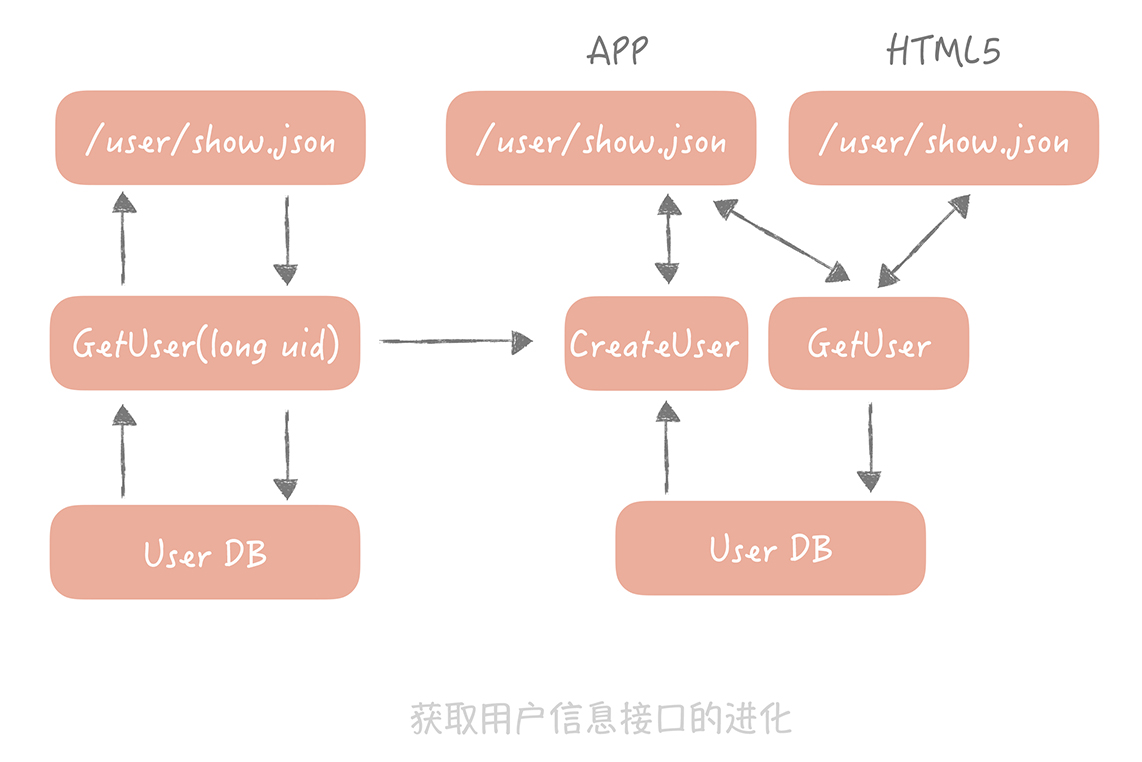 APP
HTML5
/user/show.json
/user/show.json
/user/show.json
GetUser(long uid)
CreateUser
GetUser
User DB
User DB
获取用户信息接口的进化